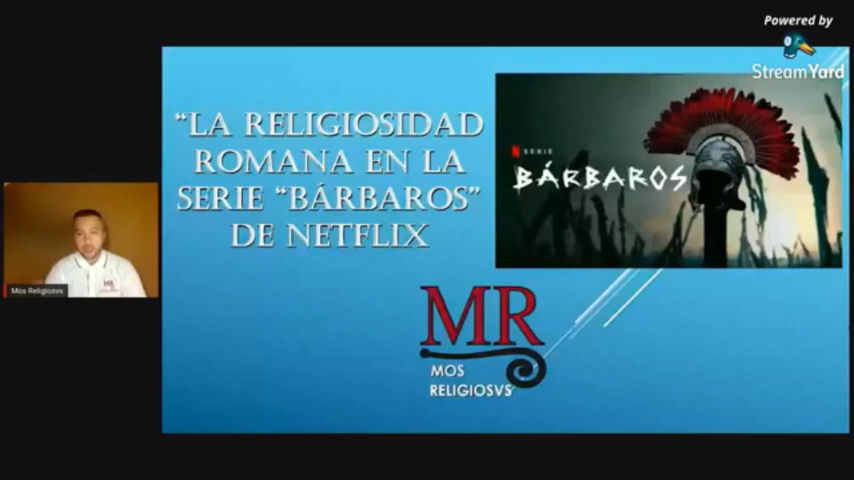 Powered by
StreamYard
“LA RELIGIOSIDAD
ROMANA EN LA
SERIE “BÁRBAROS”
DE NETFLIX
N SERIE
BÁRBAROS
MR
MOS
RELIGIOSVS
MR
Mos Religiosvs